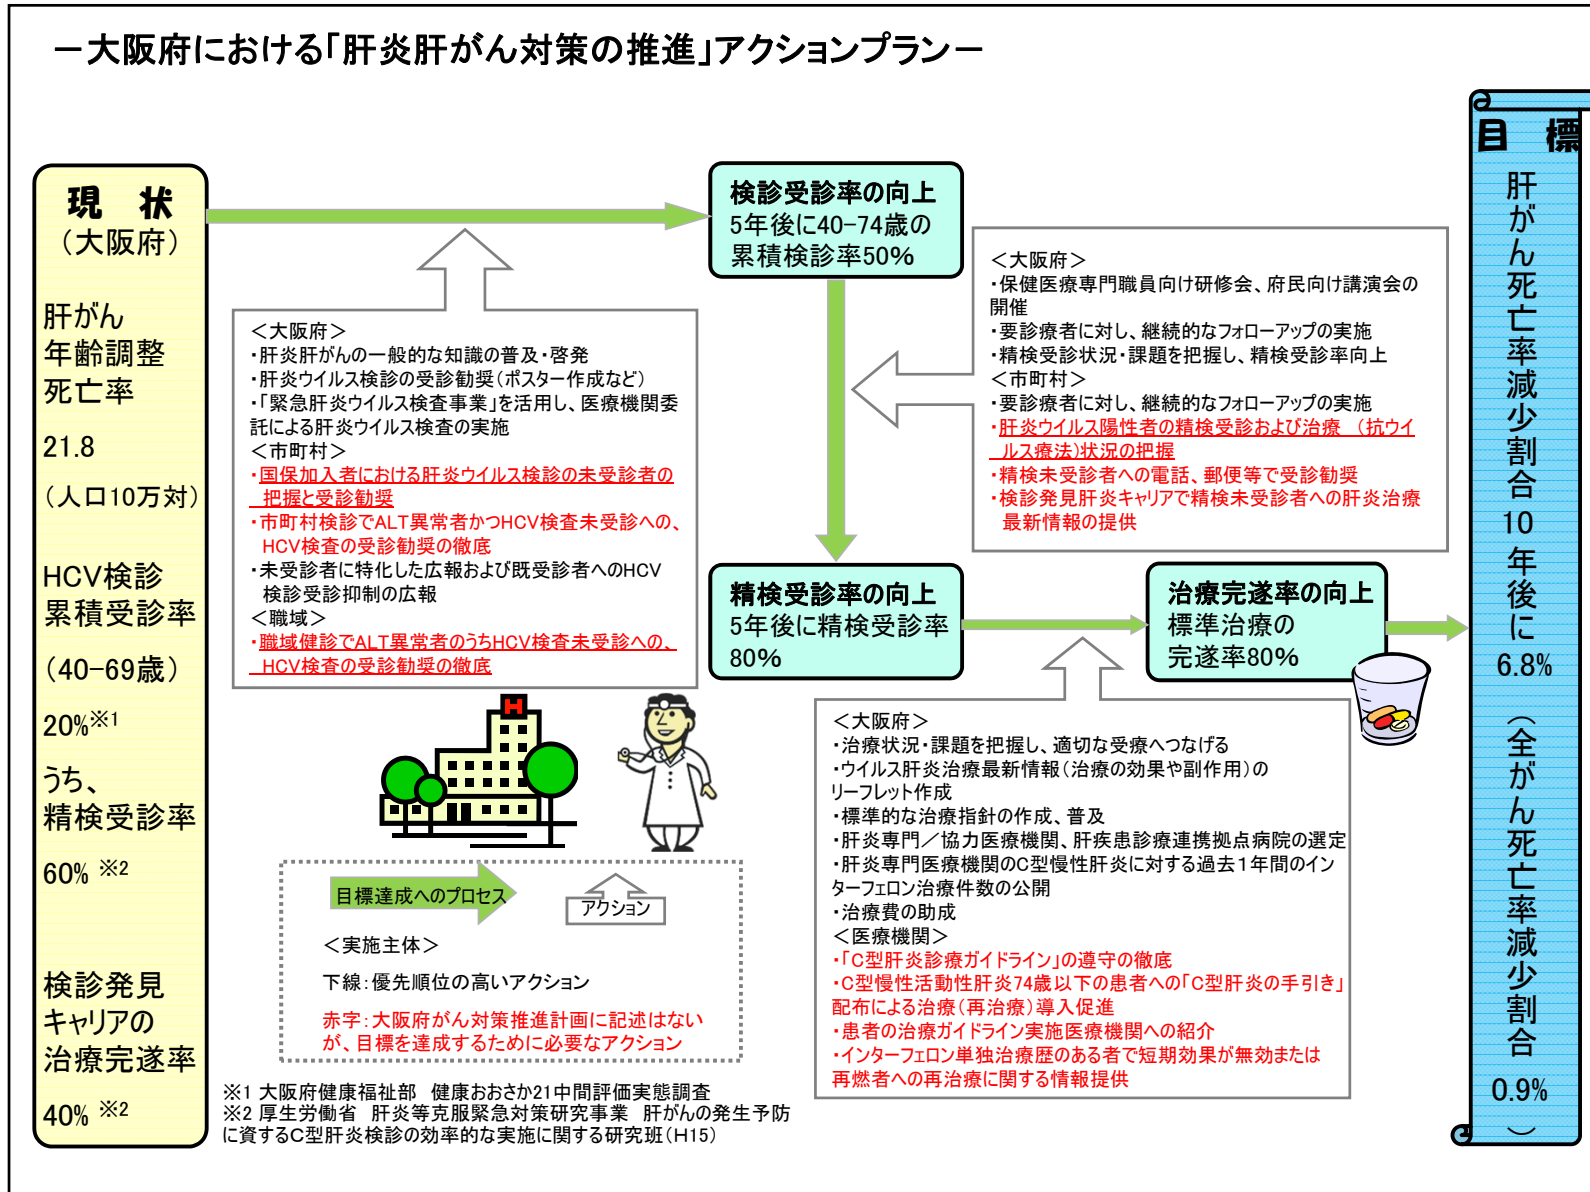 －大阪府における「肝炎肝がん対策の推進」アクションプラン－
現　状
（大阪府）
肝がん
年齢調整
死亡率
21.8
（人口10万対）
HCV検診
累積受診率
（40-69歳）
20%※1
うち、
精検受診率
60% ※2
検診発見
キャリアの
治療完遂率
40% ※2
検診受診率の向上
5年後に40-74歳の
累積検診率50%
＜大阪府＞
・肝炎肝がんの一般的な知識の普及・啓発
・肝炎ウイルス検診の受診勧奨（ポスター作成など）
・「緊急肝炎ウイルス検査事業」を活用し、医療機関委
託による肝炎ウイルス検査の実施
＜市町村＞
・国保加入者における肝炎ウイルス検診の未受診者の
把握と受診勧奨
・市町村検診でALT異常者かつHCV検査未受診への、
HCV検査の受診勧奨の徹底
・未受診者に特化した広報および既受診者へのHCV
検診受診抑制の広報
＜職域＞
・職域健診でALT異常者のうちHCV検査未受診への、
HCV検査の受診勧奨の徹底
＜大阪府＞
・保健医療専門職員向け研修会、府民向け講演会の
開催
・要診療者に対し、継続的なフォローアップの実施
・精検受診状況・課題を把握し、精検受診率向上
＜市町村＞
・要診療者に対し、継続的なフォローアップの実施
・肝炎ウイルス陽性者の精検受診および治療　（抗ウイ
ルス療法）状況の把握
・精検未受診者への電話、郵便等で受診勧奨
・検診発見肝炎キャリアで精検未受診者への肝炎治療
最新情報の提供
精検受診率の向上
5年後に精検受診率
80%
治療完遂率の向上
標準治療の
完遂率80%
＜大阪府＞
・治療状況・課題を把握し、適切な受療へつなげる
・ウイルス肝炎治療最新情報（治療の効果や副作用）の
リーフレット作成
・標準的な治療指針の作成、普及
・肝炎専門／協力医療機関、肝疾患診療連携拠点病院の選定
・肝炎専門医療機関のC型慢性肝炎に対する過去１年間のイン
ターフェロン治療件数の公開
・治療費の助成
＜医療機関＞
・「C型肝炎診療ガイドライン」の遵守の徹底
・C型慢性活動性肝炎74歳以下の患者への「C型肝炎の手引き」
配布による治療（再治療）導入促進
・患者の治療ガイドライン実施医療機関への紹介
・インターフェロン単独治療歴のある者で短期効果が無効または
再燃者への再治療に関する情報提供
目　標
肝がん死亡率減少割合10年後に6.8%（全がん死亡率減少割合0.9%）
H
目標達成へのプロセス
アクション
＜実施主体＞
下線：優先順位の高いアクション
赤字：大阪府がん対策推進計画に記述はない
が、目標を達成するために必要なアクション
※1 大阪府健康福祉部　健康おおさか21中間評価実態調査
※2 厚生労働省　肝炎等克服緊急対策研究事業　肝がんの発生予防
に資するC型肝炎検診の効率的な実施に関する研究班（H15）